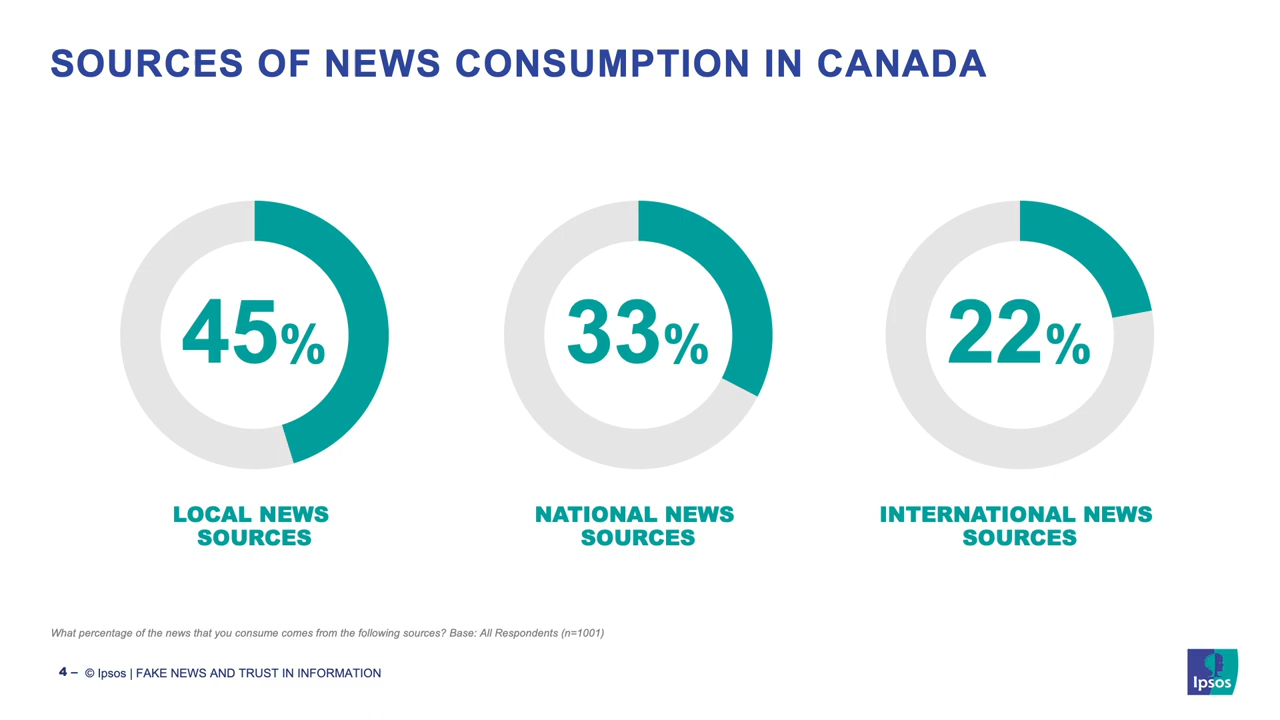 SOURCES OF NEWS CONSUMPTION IN CANADA
45%
33%
22%
LOCAL NEWS
SOURCES
NATIONAL NEWS
SOURCES
INTERNATIONAL NEWS
SOURCES
What percentage of the news that you consume comes from the following sources? Base: All Respondents (n=1001)
4 – © Ipsos | FAKE NEWS AND TRUST IN INFORMATION
Ipsos